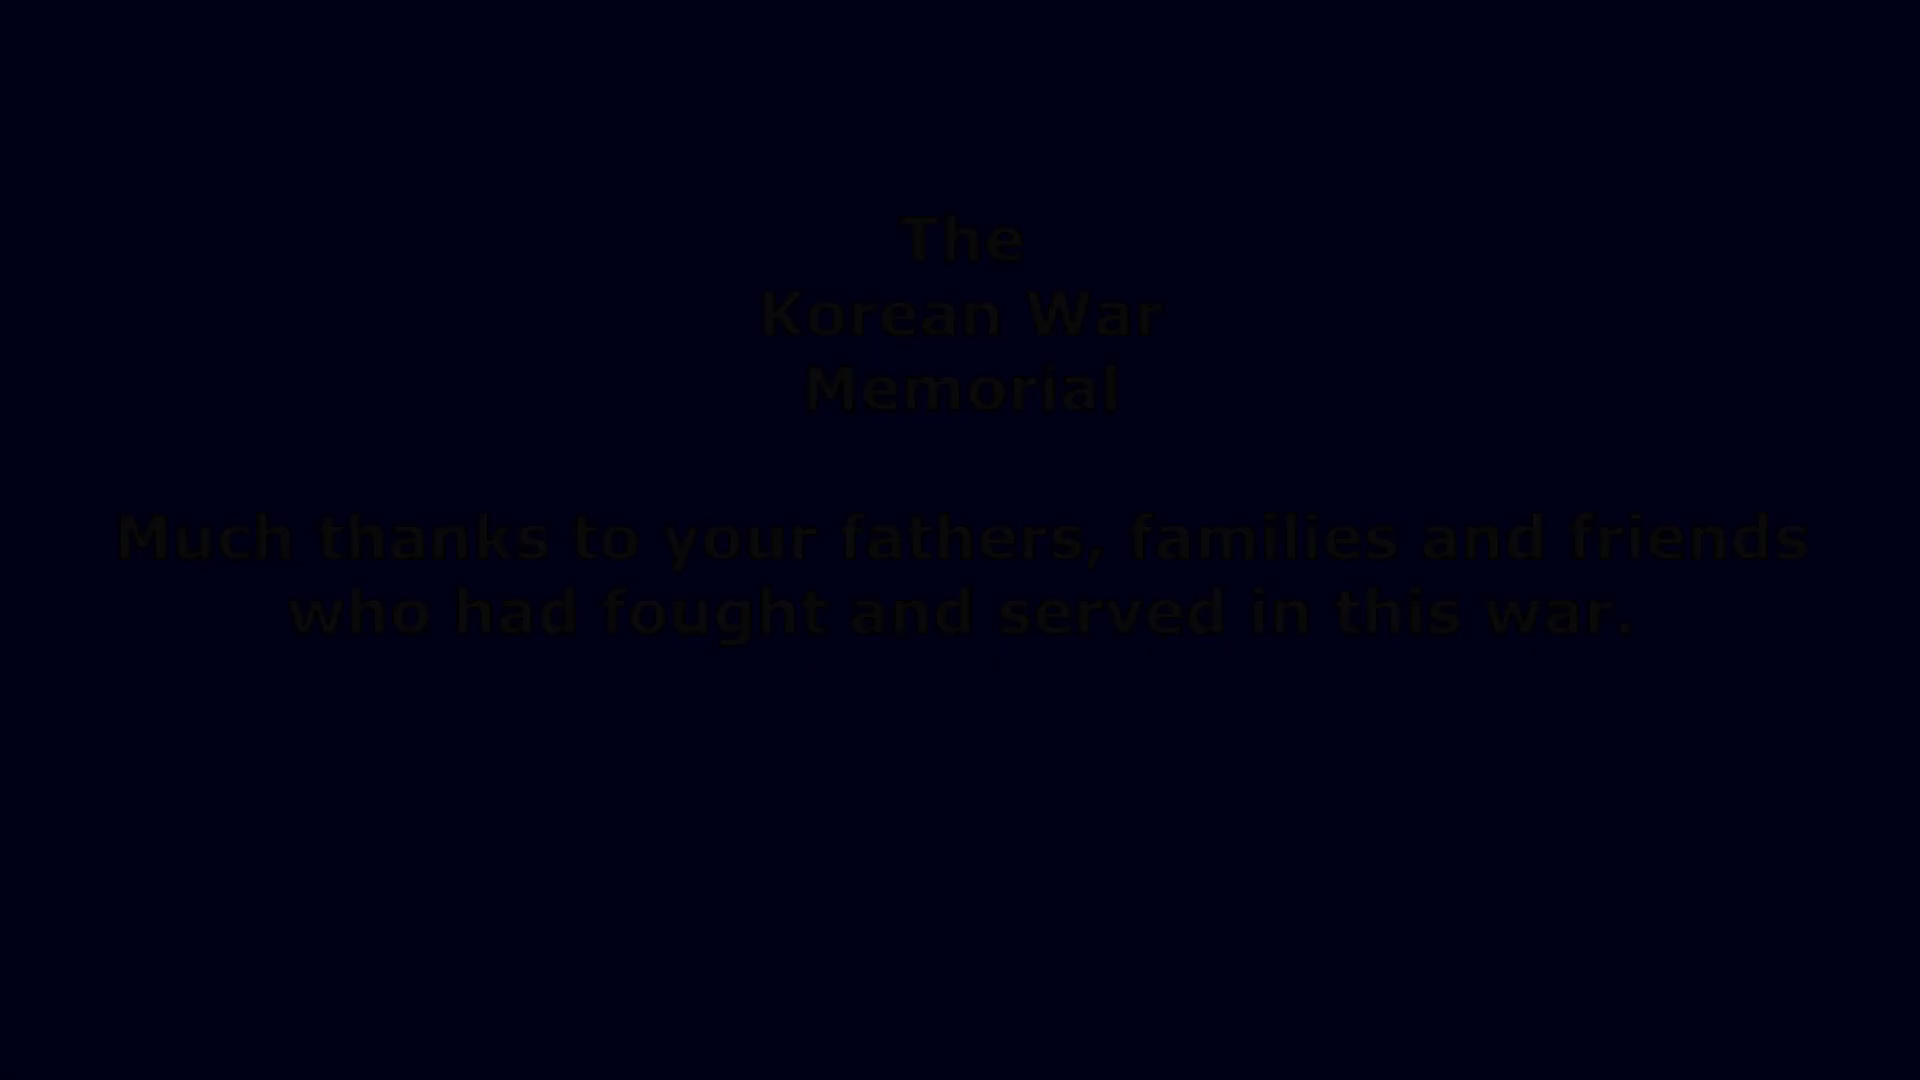 The
Korean War
Memorial
Much thanks to your fathers, families and friends
who had fought and served in this war.